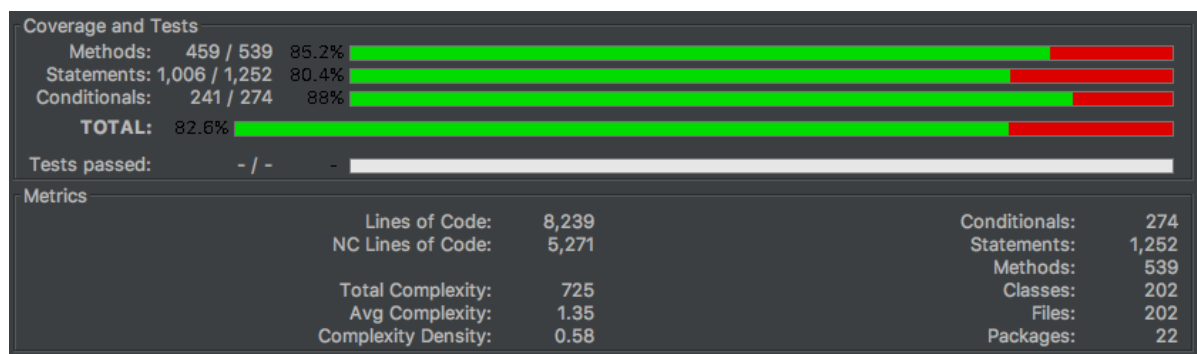 Coverage and Tests
Methods: 459 / 539 85.2%
Statements: 1,006 / 1,252 80.4%
Conditionals: 241 / 274 88%
TOTAL: 82.6%
Tests passed: - / - -
Metrics
Lines of Code: 8,239 Conditionals: 274
NC Lines of Code: 5,271 Statements: 1,252
Methods: 539
Total Complexity: 725 Classes: 202
Avg Complexity: 1.35 Files: 202
Complexity Density: 0.58 Packages: 22